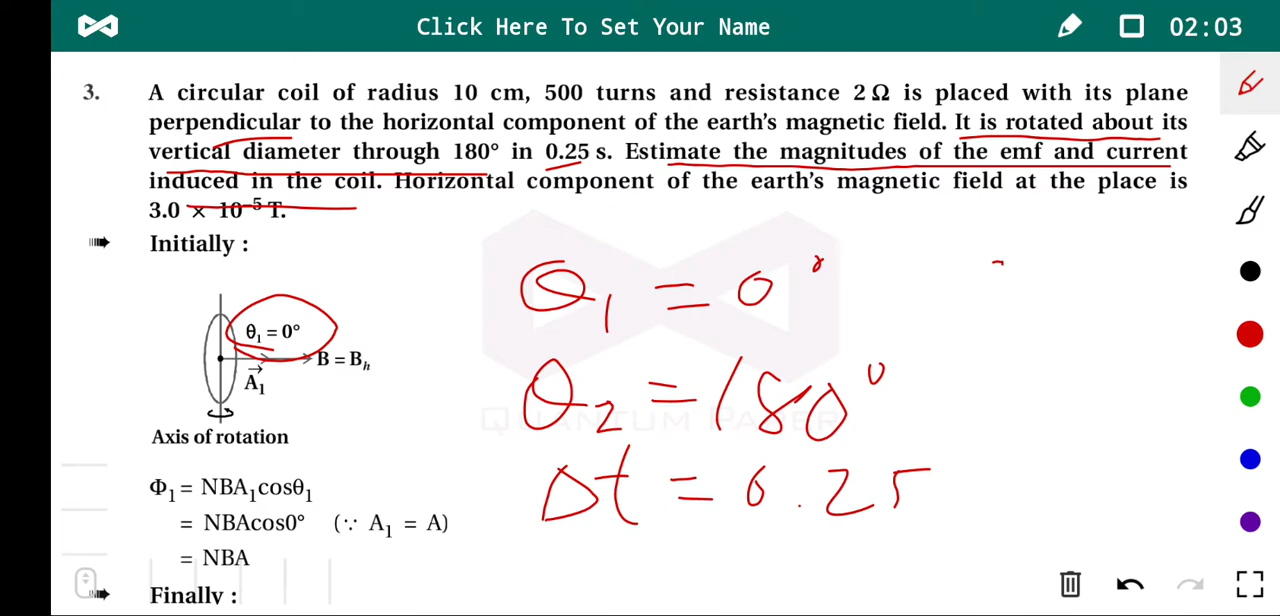 Click Here To Set Your Name
02:03
3. A circular coil of radius 10 cm, 500 turns and resistance 2 Ω is placed with its plane
perpendicular to the horizontal component of the earth's magnetic field. It is rotated about its
vertical diameter through 180° in 0.25 s. Estimate the magnitudes of the emf and current
induced in the coil. Horizontal component of the earth's magnetic field at the place is
3.0 × 10⁻⁵ T.
➠ Initially :
θ₁ = 0°
B = Bₕ
A⃗₁
Axis of rotation
Φ₁ = NBA₁cosθ₁
= NBAcos0° (∵ A₁ = A)
= NBA
➠ Finally :
θ₁ = 0°
θ₂ = 180°
QUANTUM PAPER
Δt = 0.25